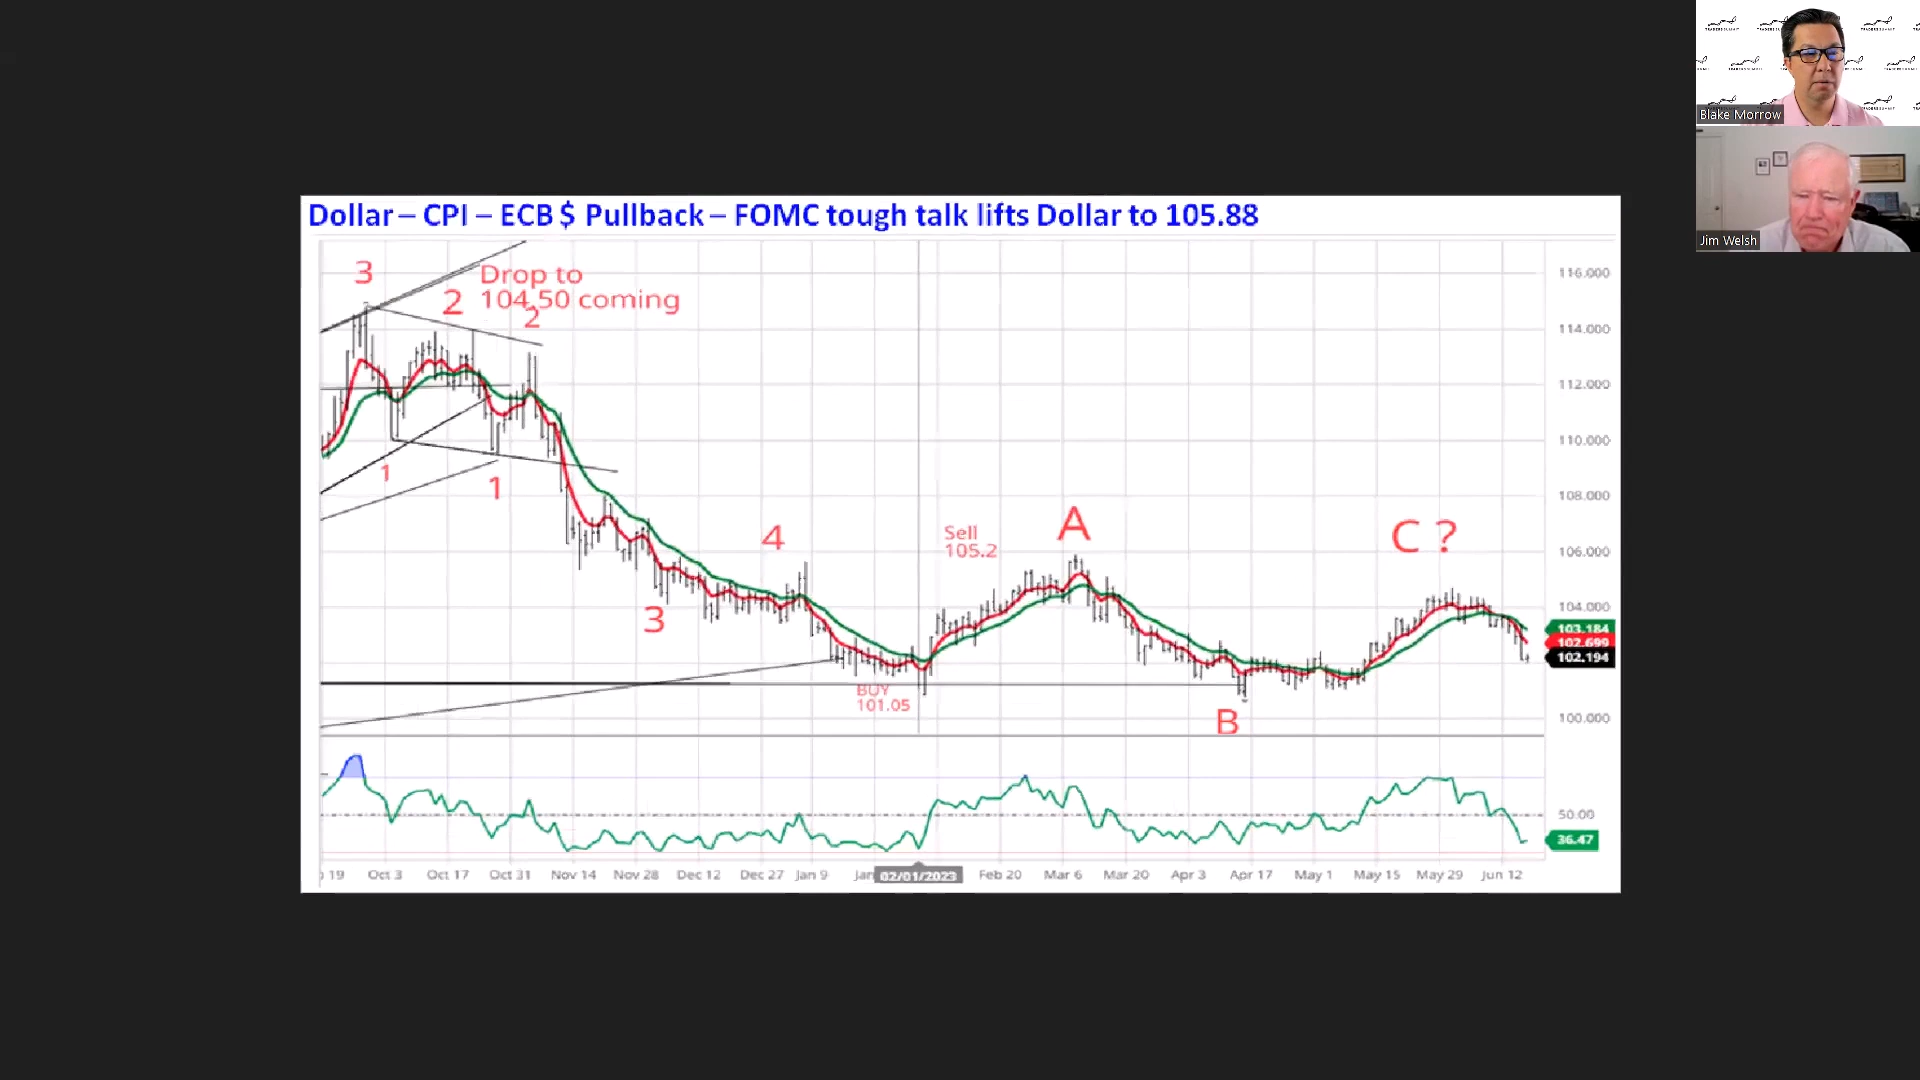 Dollar – CPI – ECB $ Pullback – FOMC tough talk lifts Dollar to 105.88
3
Drop to
2
104.50 coming
2
116.000
114.000
112.000
110.000
1
1
108.000
4
Sell
105.2
A
C ?
106.000
3
104.000
103.184
102.699
102.194
BUY
101.05
B
100.000
50.00
36.47
19
Oct 3
Oct 17
Oct 31
Nov 14
Nov 28
Dec 12
Dec 27
Jan 9
Jan
02/01/2023
Feb 20
Mar 6
Mar 20
Apr 3
Apr 17
May 1
May 15
May 29
Jun 12
Blake Morrow
Jim Welsh